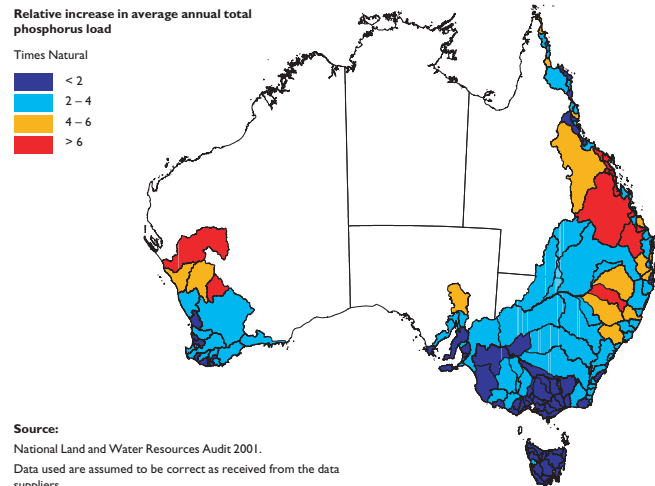 Relative increase in average annual total
phosphorus load
Times Natural
< 2
2 – 4
4 – 6
> 6
Source:
National Land and Water Resources Audit 2001.
Data used are assumed to be correct as received from the data
suppliers